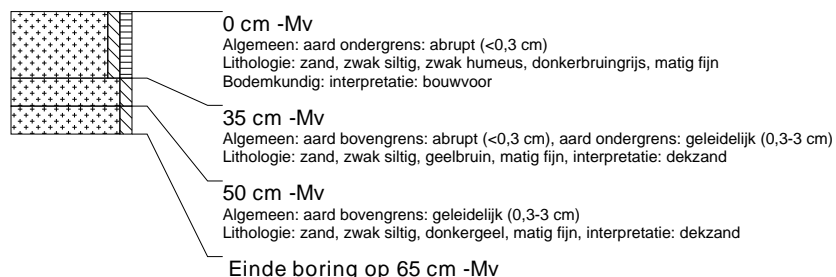 0 cm -Mv
Algemeen: aard ondergrens: abrupt (<0,3 cm)
Lithologie: zand, zwak siltig, zwak humeus, donkerbruingrijs, matig fijn
Bodemkundig: interpretatie: bouwvoor
35 cm -Mv
Algemeen: aard bovengrens: abrupt (<0,3 cm), aard ondergrens: geleidelijk (0,3-3 cm)
Lithologie: zand, zwak siltig, geelbruin, matig fijn, interpretatie: dekzand
50 cm -Mv
Algemeen: aard bovengrens: geleidelijk (0,3-3 cm)
Lithologie: zand, zwak siltig, donkergeel, matig fijn, interpretatie: dekzand
Einde boring op 65 cm -Mv